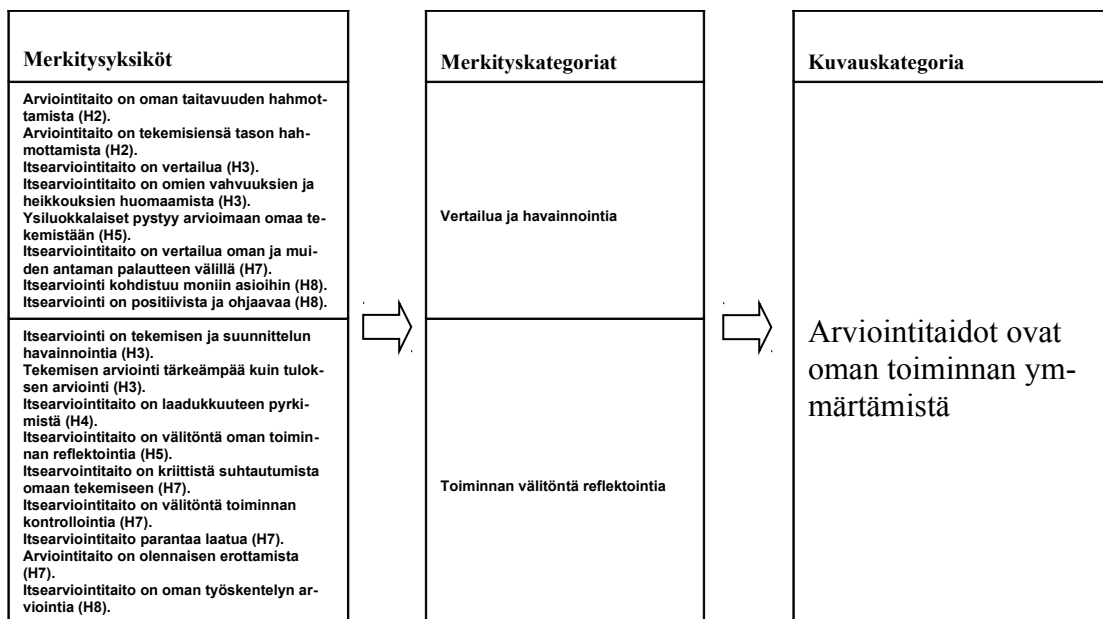 Merkitysyksiköt
Arviointitaito on oman taitavuuden hahmot-
tamista (H2).
Arviointitaito on tekemisiensä tason hah-
mottamista (H2).
Itsearviointitaito on vertailua (H3).
Itsearviointitaito on omien vahvuuksien ja
heikkouksien huomaamista (H3).
Ysiluokkalaiset pystyy arvioimaan omaa te-
kemistään (H5).
Itsearviointitaito on vertailua oman ja mui-
den antaman palautteen välillä (H7).
Itsearviointi kohdistuu moniin asioihin (H8).
Itsearviointi on positiivista ja ohjaavaa (H8).
Itsearviointi on tekemisen ja suunnittelun
havainnointia (H3).
Tekemisen arviointi tärkeämpää kuin tulok-
sen arviointi (H3).
Itsearviointitaito on laadukkuuteen pyrki-
mistä (H4).
Itsearviointitaito on välitöntä oman toimin-
nan reflektointia (H5).
Itsearvointitaito on kriittistä suhtautumista
omaan tekemiseen (H7).
Itsearviointitaito on välitöntä toiminnan
kontrollointia (H7).
Itsearviointitaito parantaa laatua (H7).
Arviointitaito on olennaisen erottamista
(H7).
Itsearviointitaito on oman työskentelyn ar-
viointia (H8).
Merkityskategoriat
Vertailua ja havainnointia
Toiminnan välitöntä reflektointia
Kuvauskategoria
Arviointitaidot ovat
oman toiminnan ym-
märtämistä